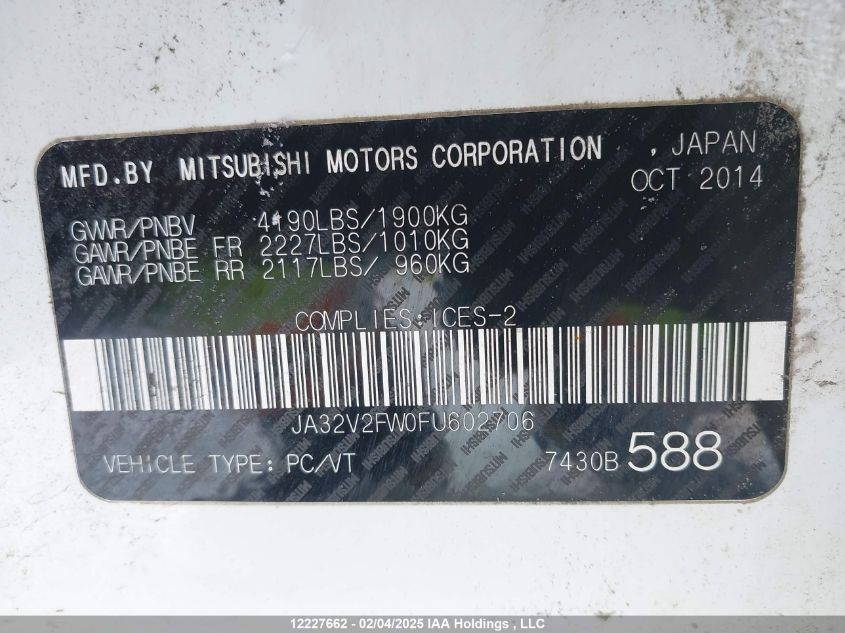 MFD.BY MITSUBISHI MOTORS CORPORATION , JAPAN
OCT 2014
GVWR/PNBV 4190LBS/1900KG
GAWR/PNBE FR 2227LBS/1010KG
GAWR/PNBE RR 2117LBS/ 960KG
COMPLIES:ICES-2
JA32V2FW0FU602706
VEHICLE TYPE: PC/VT 7430B 588
12227662 - 02/04/2025 IAA Holdings , LLC